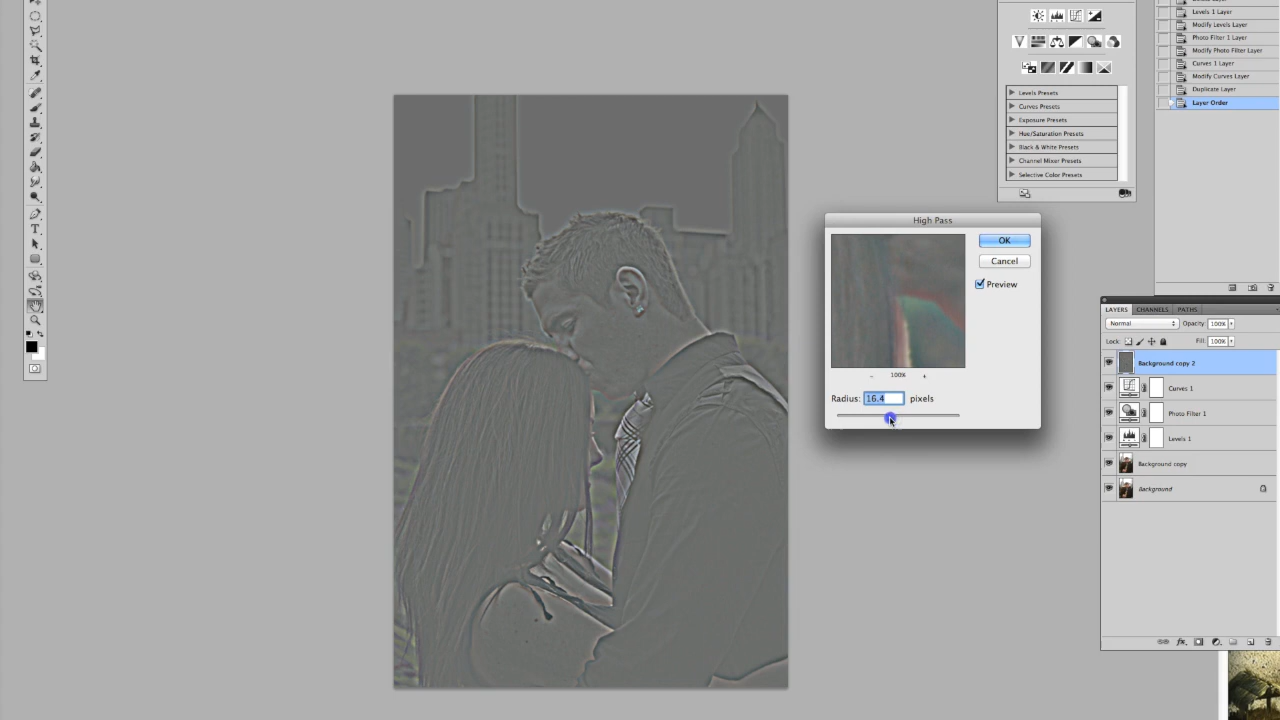 Levels 1 Layer
Modify Levels Layer
Photo Filter 1 Layer
Modify Photo Filter Layer
Curves 1 Layer
Modify Curves Layer
Duplicate Layer
Layer Order
Levels Presets
Curves Presets
Exposure Presets
Hue/Saturation Presets
Black & White Presets
Channel Mixer Presets
Selective Color Presets
High Pass
OK
Cancel
Preview
- 100% +
Radius: 16.4 pixels
LAYERS CHANNELS PATHS
Normal Opacity: 100%
Lock: Fill: 100%
Background copy 2
Curves 1
Photo Filter 1
Levels 1
Background copy
Background